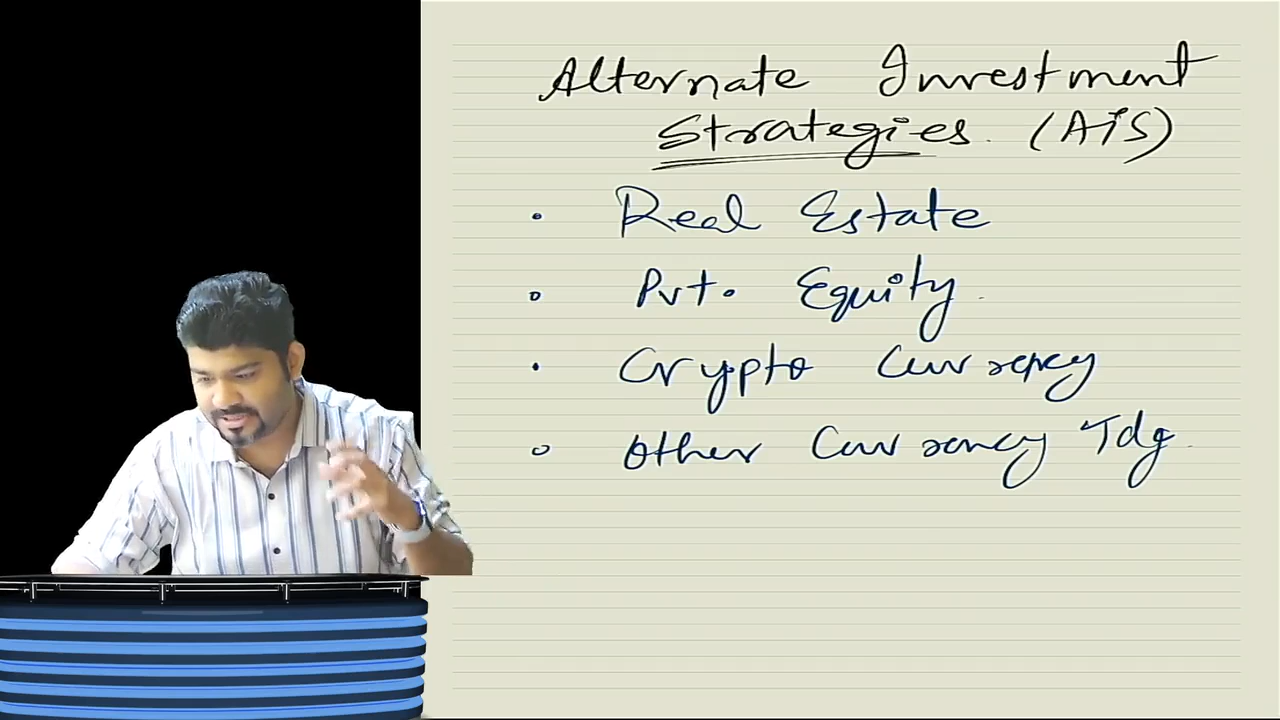 Alternate Investment
Strategies. (AIS)
• Real Estate
• Pvt. Equity
• Crypto Currency
• Other Currency Tdg.